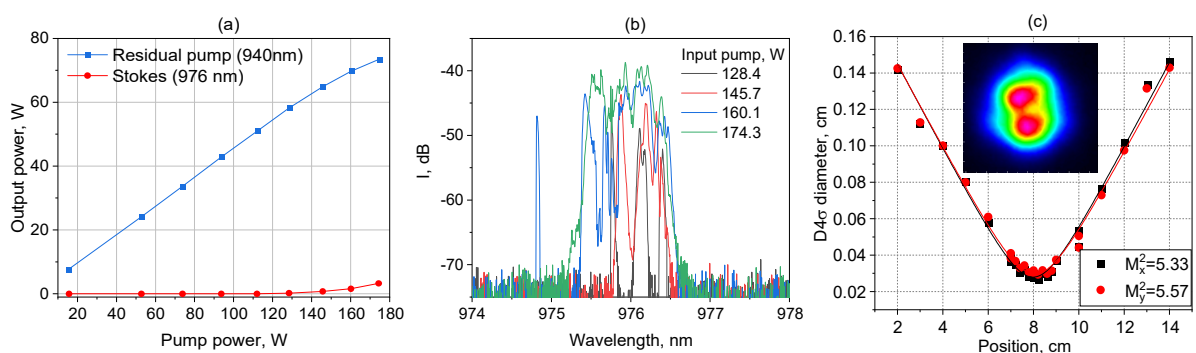 (a)
80
60
40
20
0
Output power, W
Residual pump (940nm)
Stokes (976 nm)
20 40 60 80 100 120 140 160 180
Pump power, W
(b)
-40
-50
-60
-70
I, dB
Input pump, W
128.4
145.7
160.1
174.3
974 975 976 977 978
Wavelength, nm
(c)
0.16
0.14
0.12
0.10
0.08
0.06
0.04
0.02
D4σ diameter, cm
M²x=5.33
M²y=5.57
2 4 6 8 10 12 14
Position, cm